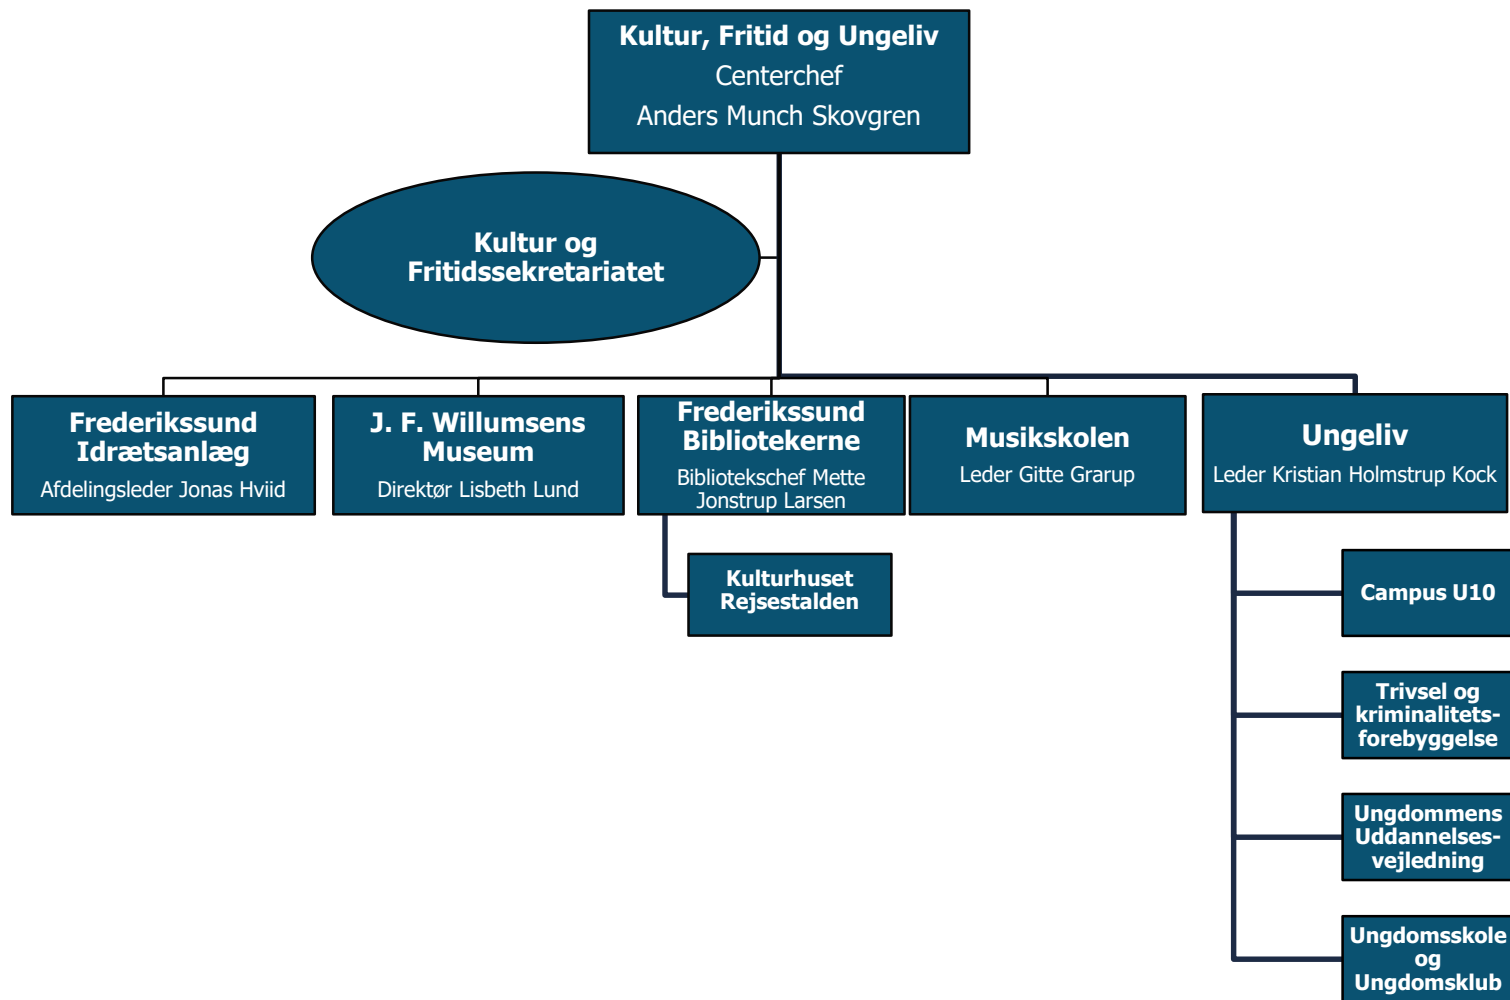 Kultur, Fritid og Ungeliv
Centerchef
Anders Munch Skovgren
Kultur og
Fritidssekretariatet
Frederikssund
Idrætsanlæg
Afdelingsleder Jonas Hviid
J. F. Willumsens
Museum
Direktør Lisbeth Lund
Frederikssund
Bibliotekerne
Bibliotekschef Mette
Jonstrup Larsen
Musikskolen
Leder Gitte Grarup
Ungeliv
Leder Kristian Holmstrup Kock
Kulturhuset
Rejsestalden
Campus U10
Trivsel og
kriminalitets-
forebyggelse
Ungdommens
Uddannelses-
vejledning
Ungdomsskole
og
Ungdomsklub